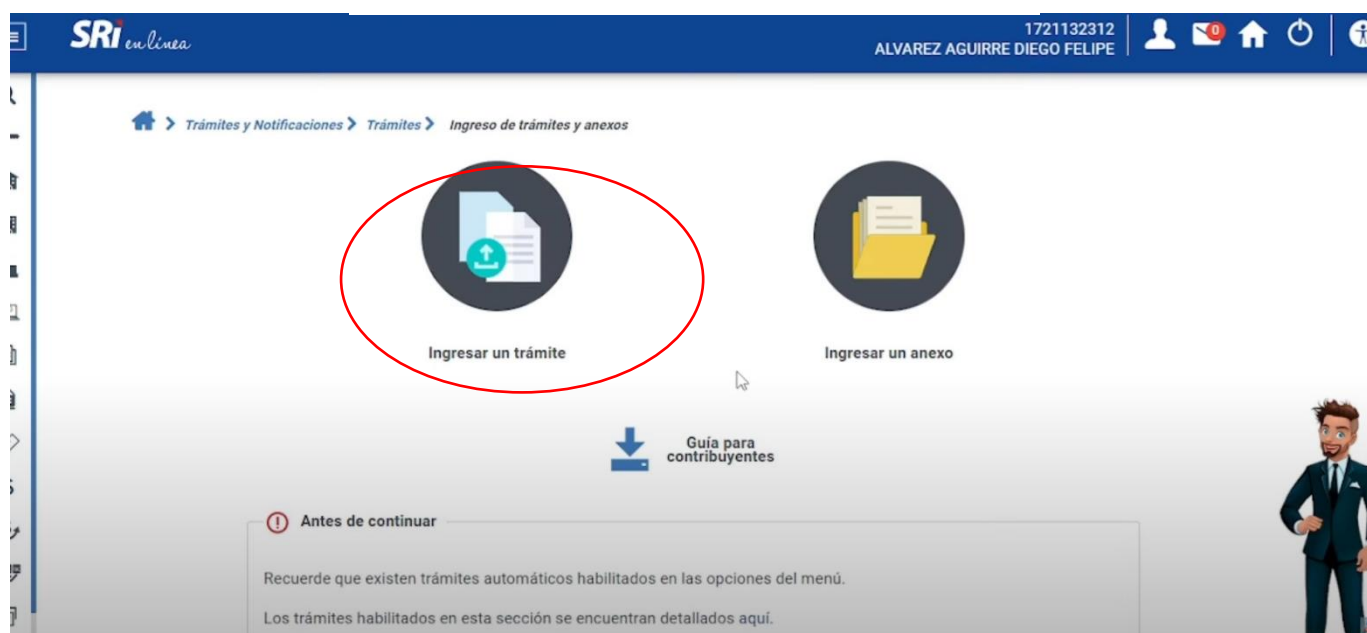 SRi en línea
1721132312
ALVAREZ AGUIRRE DIEGO FELIPE
0
Trámites y Notificaciones > Trámites > Ingreso de trámites y anexos
Ingresar un trámite
Ingresar un anexo
Guía para
contribuyentes
Antes de continuar
Recuerde que existen trámites automáticos habilitados en las opciones del menú.
Los trámites habilitados en esta sección se encuentran detallados aquí.